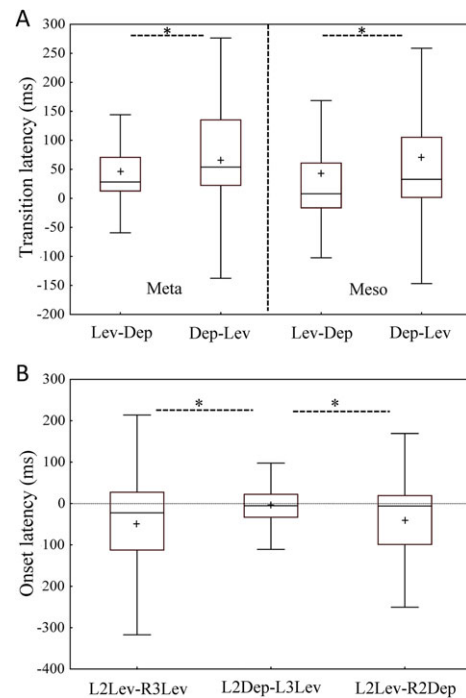 A
300
250
200
150
100
50
0
-50
-100
-150
-200
Transition latency (ms)
*
*
Meta
Meso
Lev-Dep
Dep-Lev
Lev-Dep
Dep-Lev
B
300
200
100
0
100
-200
-300
-400
Onset latency (ms)
*
*
L2Lev-R3Lev
L2Dep-L3Lev
L2Lev-R2Dep